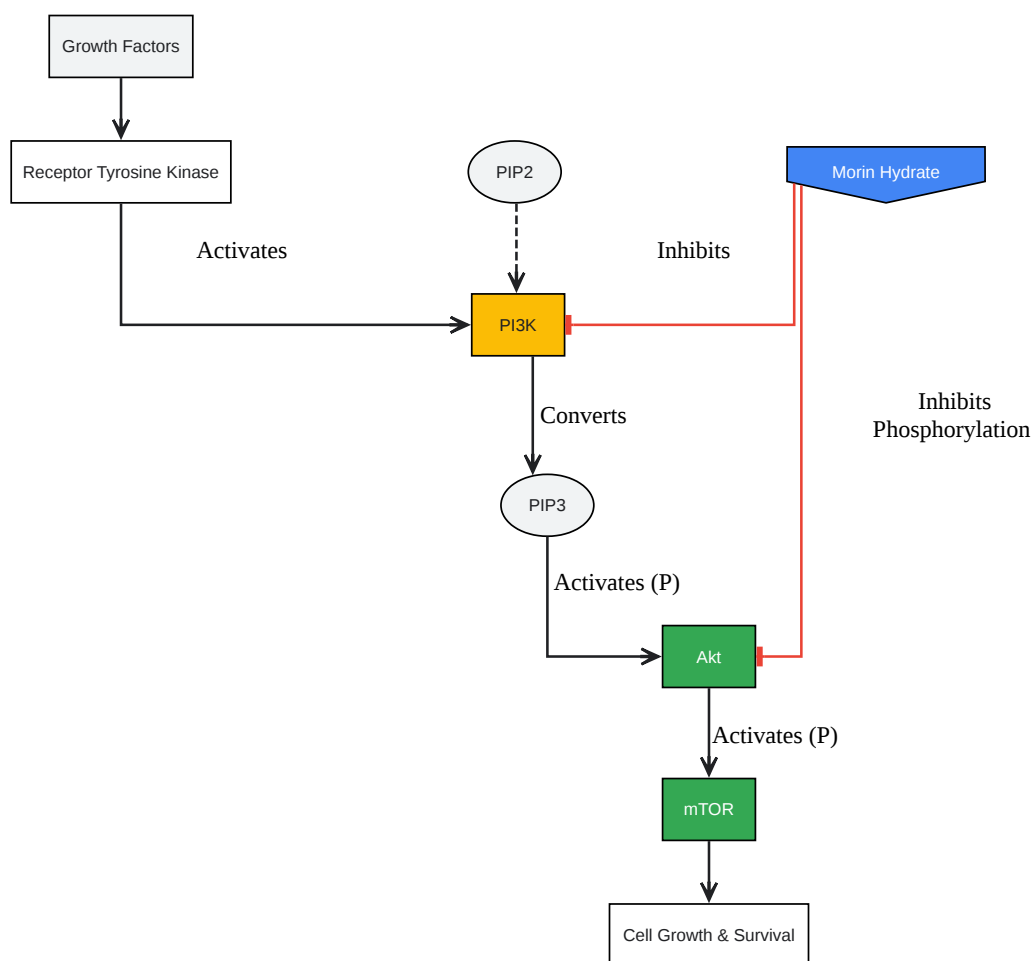 Growth Factors
Receptor Tyrosine Kinase
PIP2
Morin Hydrate
Activates
Inhibits
PI3K
Inhibits
Phosphorylation
Converts
PIP3
Activates (P)
Akt
Activates (P)
mTOR
Cell Growth & Survival